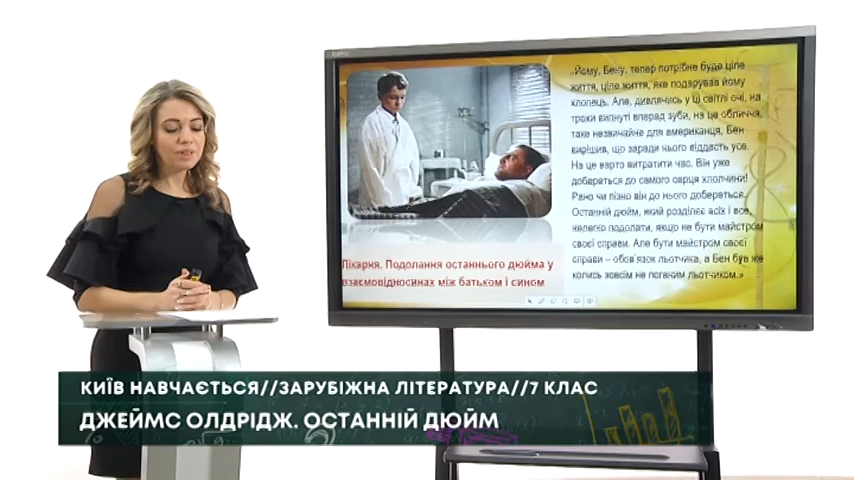 „Йому, Бену, тепер потрібне буде ціле
життя, ціле життя, яке подарував йому
хлопець. Але, дивлячись у ці світлі очі, на
трохи випнуті вперед зуби, на це обличчя,
таке незвичайне для американця, Бен
вирішив, що заради нього віддасть усе.
На це варто витратити час. Він уже
добереться до самого серця хлопчини!
Рано чи пізно він до нього добереться.
Останній дюйм, який розділяє всіх і все,
нелегко подолати, якщо не бути майстром
своєї справи. Але бути майстром своєї
справи – обов'язок льотчика, а Бен був же
колись зовсім не поганим льотчиком.»
Лікарня. Подолання останнього дюйма у
взаємовідносинах між батьком і сином
КИЇВ НАВЧАЄТЬСЯ//ЗАРУБІЖНА ЛІТЕРАТУРА//7 КЛАС
ДЖЕЙМС ОЛДРІДЖ. ОСТАННІЙ ДЮЙМ